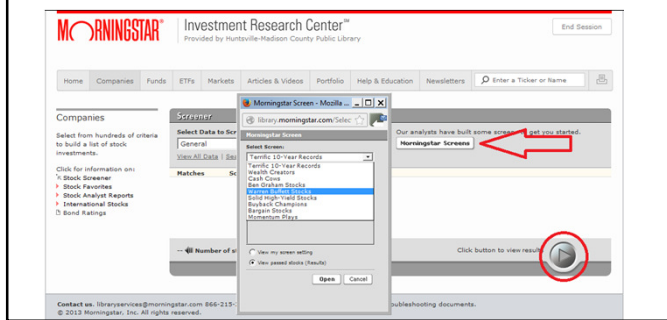 MORNINGSTAR®
Investment Research Center℠
Provided by Huntsville-Madison County Public Library
End Session
Home Companies Funds ETFs Markets Articles & Videos Portfolio Help & Education Newsletters Enter a Ticker or Name
Companies
Select from hundreds of criteria
to build a list of stock
investments.
Click for information on:
Stock Screener
Stock Favorites
Stock Analyst Reports
International Stocks
Bond Ratings
Screener
Select Data to Scr
General
View All Data
Matches
Our analysts have built some screens to get you started.
Morningstar Screens
Morningstar Screen - Mozilla ...
library.morningstar.com/Selec
Morningstar Screen
Select Screen:
Terrific 10-Year Records
Terrific 10-Year Records
Wealth Creators
Cash Cows
Ben Graham Stocks
Warren Buffett Stocks
Solid High-Yield Stocks
Buyback Champions
Bargain Stocks
Momentum Plays
View my screen setting
View passed stocks (Results)
Open Cancel
Number of s
Click button to view results
Contact us. libraryservices@morningstar.com 866-215-
oubleshooting documents.
© 2013 Morningstar, Inc. All rights reserved.